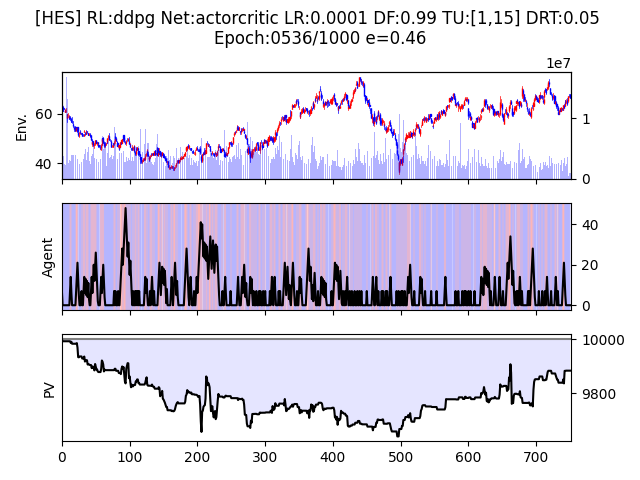 [HES] RL:ddpg Net:actorcritic LR:0.0001 DF:0.99 TU:[1,15] DRT:0.05
Epoch:0536/1000 e=0.46
1e7
Env.
60
40
1
0
Agent
40
20
0
PV
10000
9800
0 100 200 300 400 500 600 700